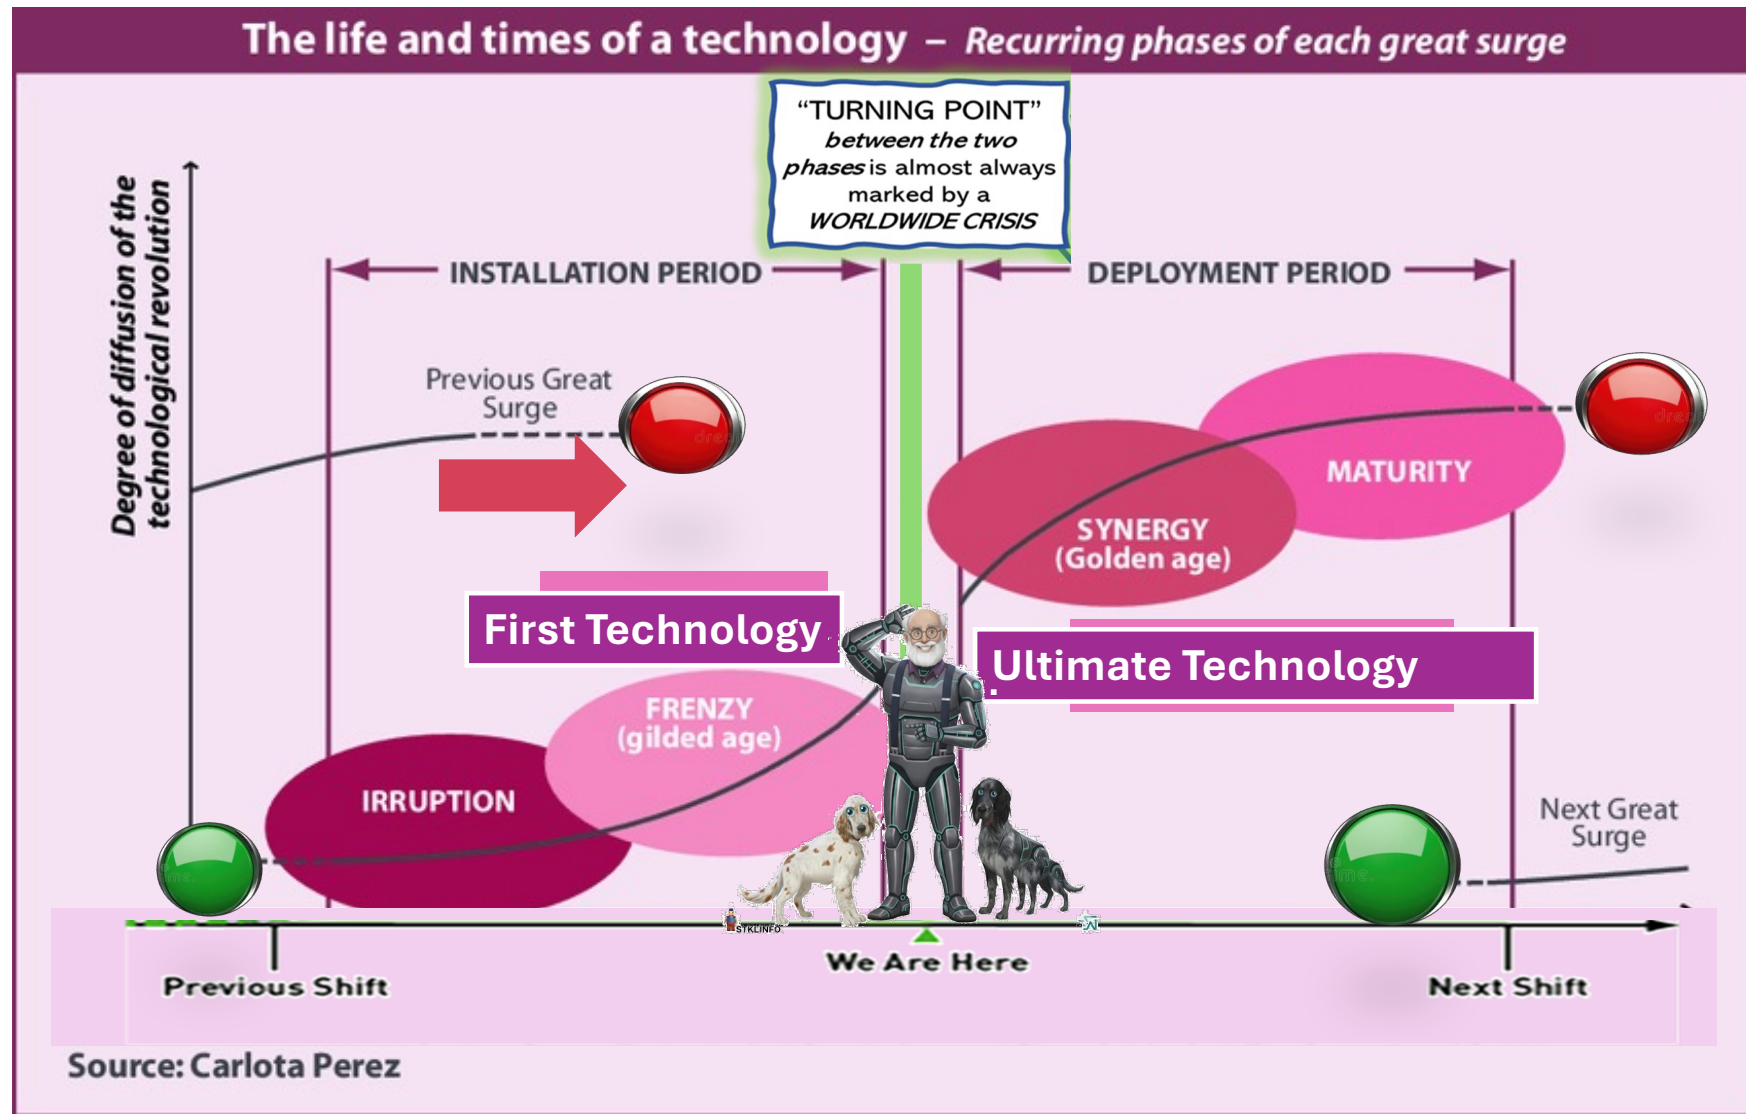 The life and times of a technology – Recurring phases of each great surge
“TURNING POINT”
between the two
phases is almost always
marked by a
WORLDWIDE CRISIS
Degree of diffusion of the
technological revolution
INSTALLATION PERIOD
DEPLOYMENT PERIOD
Previous Great
Surge
MATURITY
SYNERGY
(Golden age)
First Technology
Ultimate Technology
.
FRENZY
(gilded age)
IRRUPTION
Next Great
Surge
STKLINFO
We Are Here
Previous Shift
Next Shift
Source: Carlota Perez